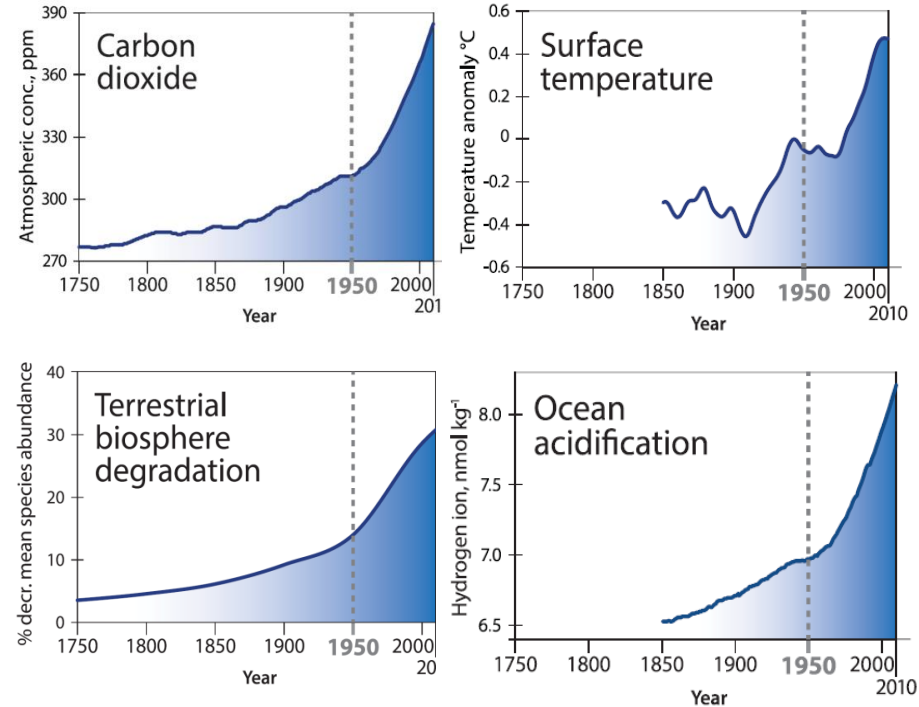 Carbon
dioxide
Atmospheric conc., ppm
390
360
330
300
270
1750 1800 1850 1900 1950 2000
201
Year
Surface
temperature
Temperature anomaly °C
0.6
0.4
0.2
0
-0.2
-0.4
-0.6
1750 1800 1850 1900 1950 2000
2010
Year
Terrestrial
biosphere
degradation
% decr. mean species abundance
40
30
20
10
0
1750 1800 1850 1900 1950 2000
20
Year
Ocean
acidification
Hydrogen ion, nmol kg-1
8.0
7.5
7.0
6.5
1750 1800 1850 1900 1950 2000
2010
Year